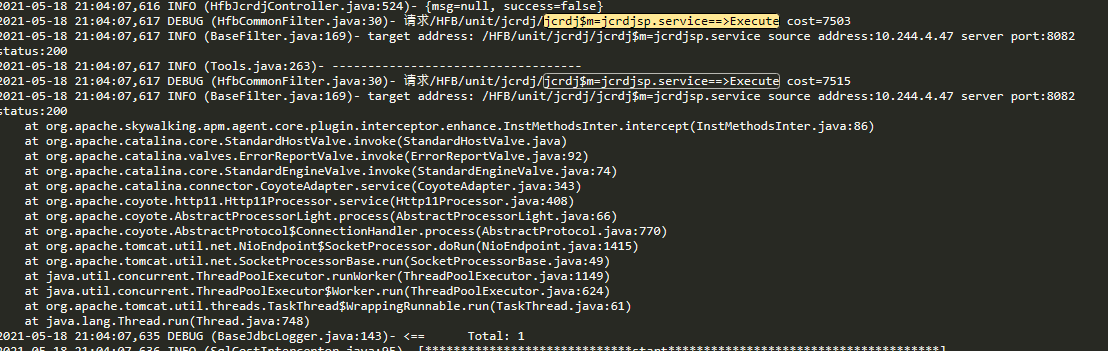 2021-05-18 21:04:07,616 INFO (HfbJcrdjController.java:524)- {msg=null, success=false}
2021-05-18 21:04:07,617 DEBUG (HfbCommonFilter.java:30)- 请求/HFB/unit/jcrdj/jcrdj$m=jcrdjsp.service==>Execute cost=7503
2021-05-18 21:04:07,617 INFO (BaseFilter.java:169)- target address: /HFB/unit/jcrdj/jcrdj$m=jcrdjsp.service source address:10.244.4.47 server port:8082
status:200
2021-05-18 21:04:07,617 INFO (Tools.java:263)- -----------------------------------
2021-05-18 21:04:07,617 DEBUG (HfbCommonFilter.java:30)- 请求/HFB/unit/jcrdj/jcrdj$m=jcrdjsp.service==>Execute cost=7515
2021-05-18 21:04:07,617 INFO (BaseFilter.java:169)- target address: /HFB/unit/jcrdj/jcrdj$m=jcrdjsp.service source address:10.244.4.47 server port:8082
status:200
at org.apache.skywalking.apm.agent.core.plugin.interceptor.enhance.InstMethodsInter.intercept(InstMethodsInter.java:86)
at org.apache.catalina.core.StandardHostValve.invoke(StandardHostValve.java)
at org.apache.catalina.valves.ErrorReportValve.invoke(ErrorReportValve.java:92)
at org.apache.catalina.core.StandardEngineValve.invoke(StandardEngineValve.java:74)
at org.apache.catalina.connector.CoyoteAdapter.service(CoyoteAdapter.java:343)
at org.apache.coyote.http11.Http11Processor.service(Http11Processor.java:408)
at org.apache.coyote.AbstractProcessorLight.process(AbstractProcessorLight.java:66)
at org.apache.coyote.AbstractProtocol$ConnectionHandler.process(AbstractProtocol.java:770)
at org.apache.tomcat.util.net.NioEndpoint$SocketProcessor.doRun(NioEndpoint.java:1415)
at org.apache.tomcat.util.net.SocketProcessorBase.run(SocketProcessorBase.java:49)
at java.util.concurrent.ThreadPoolExecutor.runWorker(ThreadPoolExecutor.java:1149)
at java.util.concurrent.ThreadPoolExecutor$Worker.run(ThreadPoolExecutor.java:624)
at org.apache.tomcat.util.threads.TaskThread$WrappingRunnable.run(TaskThread.java:61)
at java.lang.Thread.run(Thread.java:748)
2021-05-18 21:04:07,635 DEBUG (BaseJdbcLogger.java:143)- <== Total: 1
2021-05-18 21:04:07,636 INFO (SqlCostInterceptor.java:95)- [*****************************start**************************************]